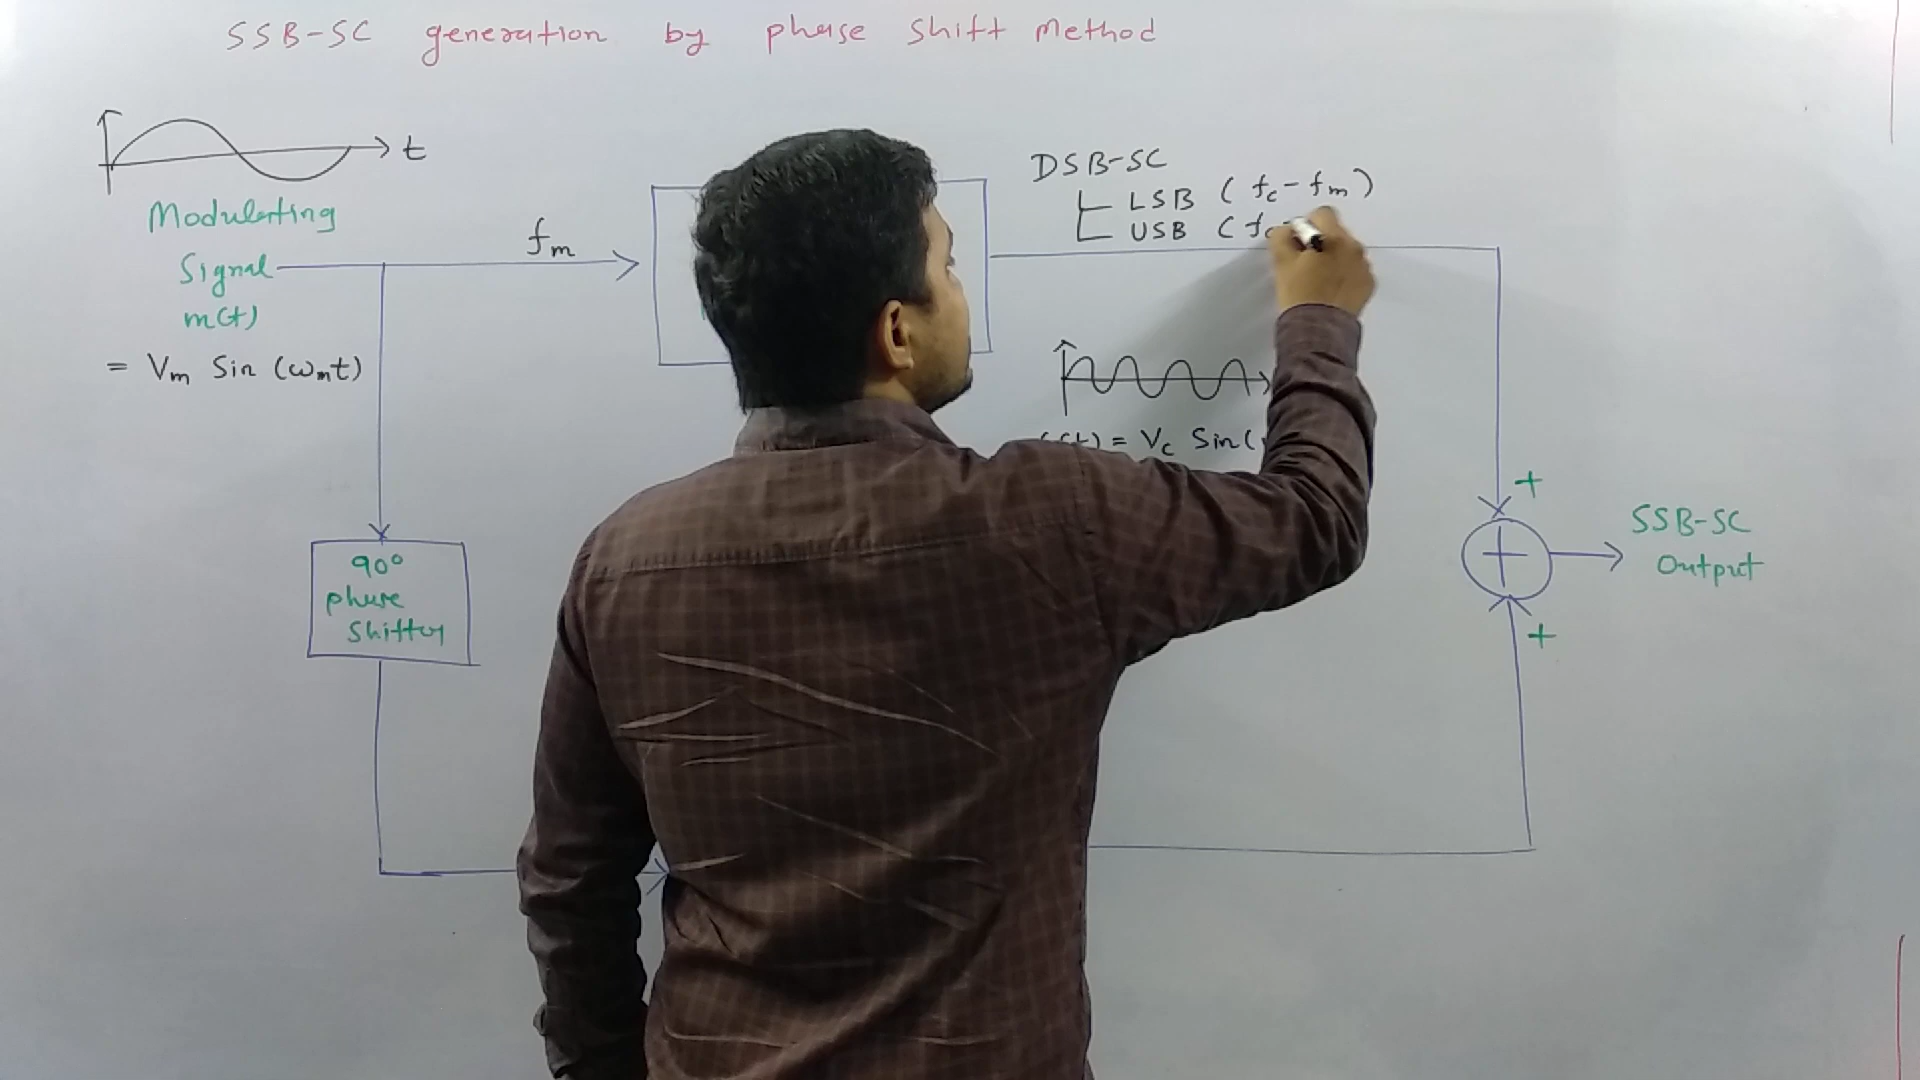 SSB-SC generation by phase shift Method
t
Modulating
Signal
m(t)
= Vm Sin (ωmt)
fm
DSB-SC
LSB (fc-fm)
USB (fc-
= Vc Sin(
90°
phase
Shifter
+
+
+
SSB-SC
Output